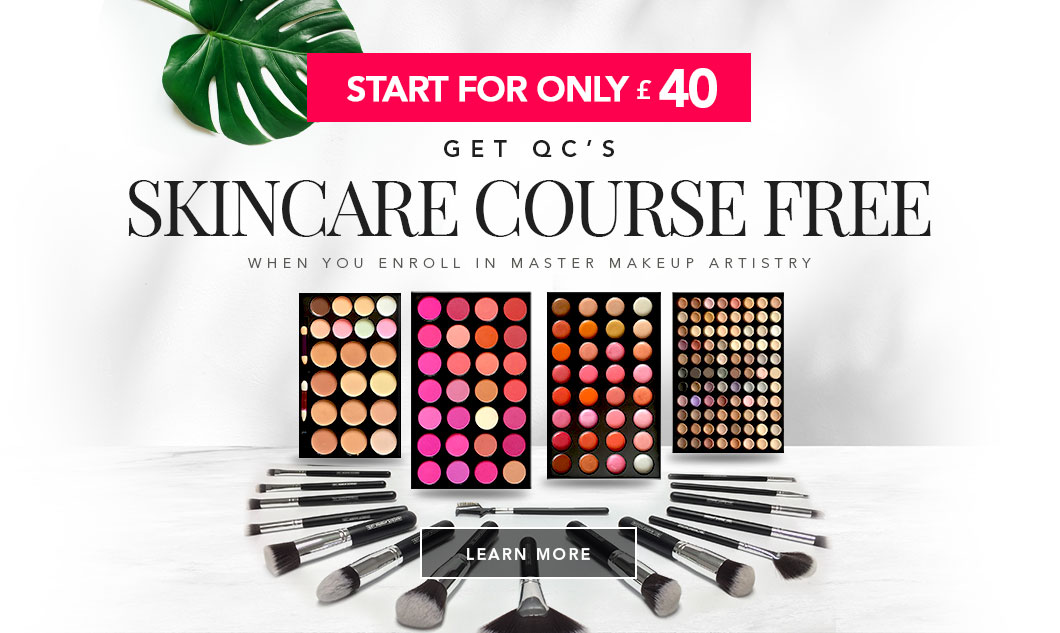 START FOR ONLY £ 40
GET QC'S
SKINCARE COURSE FREE
WHEN YOU ENROLL IN MASTER MAKEUP ARTISTRY
LEARN MORE